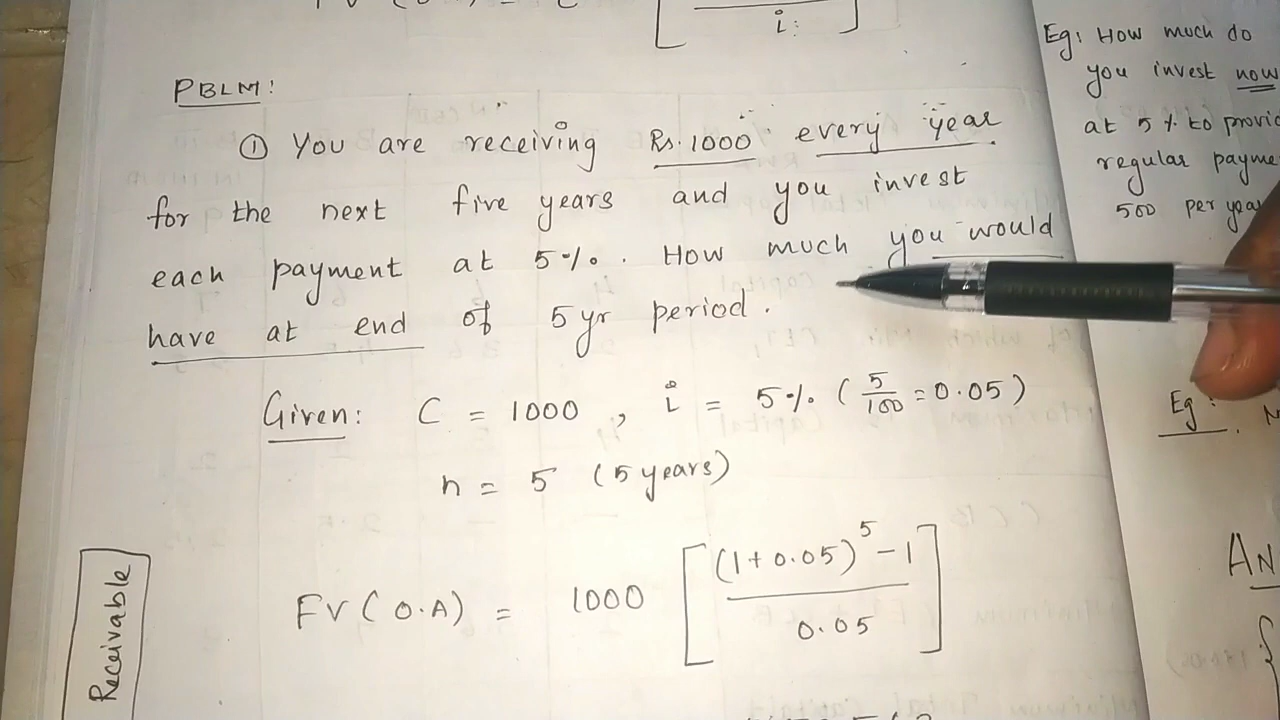 i
PBLM:
① You are receiving Rs.1000 every year
for the next five years and you invest
each payment at 5%. How much you would
have at end of 5 yr period.
Given: C = 1000, i = 5% (5/100 = 0.05)
n = 5 (5 years)
FV (O.A) = 1000 [(1+0.05)^5 - 1 / 0.05]
Receivable
Eg: How much do
you invest now
at 5% to provi
regular payme
500 per year
Eg:
AN